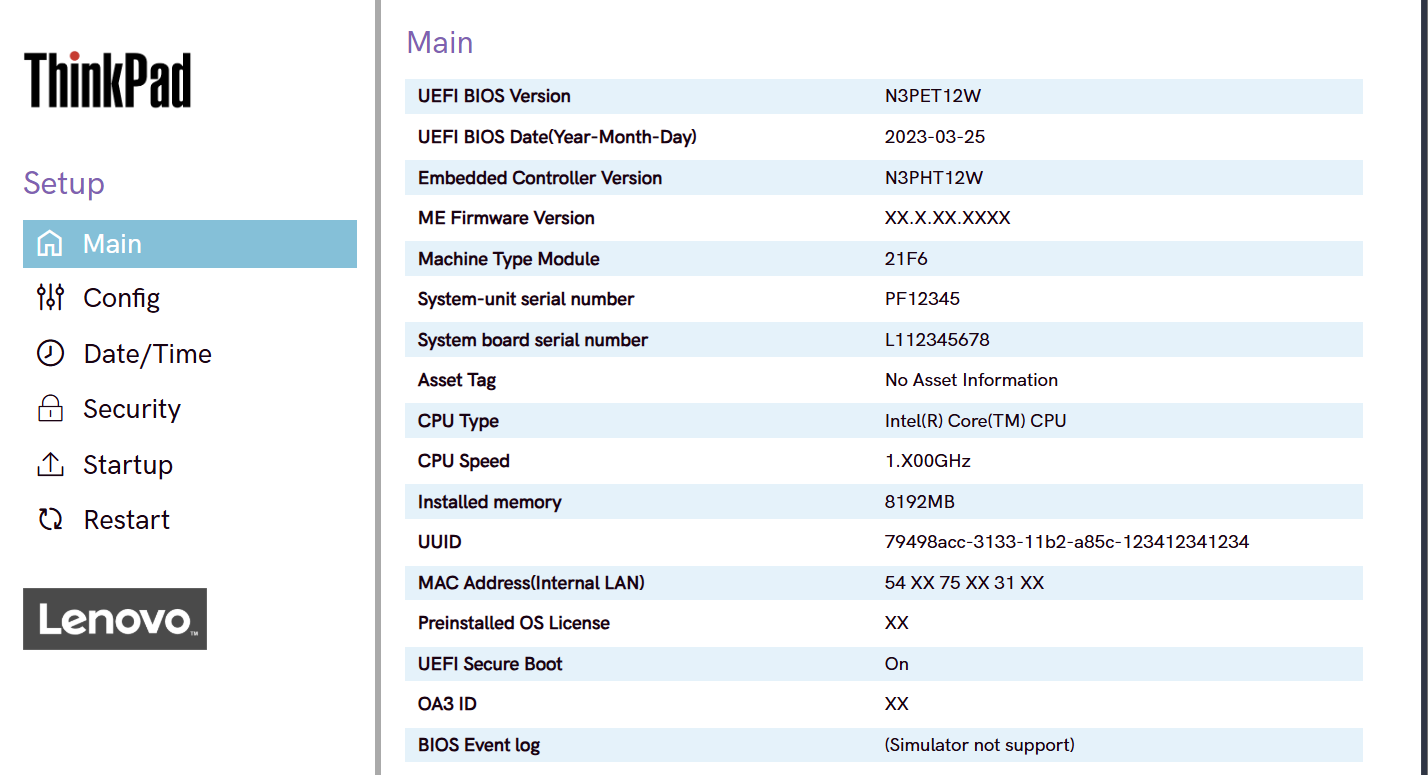 ThinkPad
Setup
Main
Config
Date/Time
Security
Startup
Restart
Lenovo™
Main
UEFI BIOS Version N3PET12W
UEFI BIOS Date(Year-Month-Day) 2023-03-25
Embedded Controller Version N3PHT12W
ME Firmware Version XX.X.XX.XXXX
Machine Type Module 21F6
System-unit serial number PF12345
System board serial number L112345678
Asset Tag No Asset Information
CPU Type Intel(R) Core(TM) CPU
CPU Speed 1.X00GHz
Installed memory 8192MB
UUID 79498acc-3133-11b2-a85c-123412341234
MAC Address(Internal LAN) 54 XX 75 XX 31 XX
Preinstalled OS License XX
UEFI Secure Boot On
OA3 ID XX
BIOS Event log (Simulator not support)